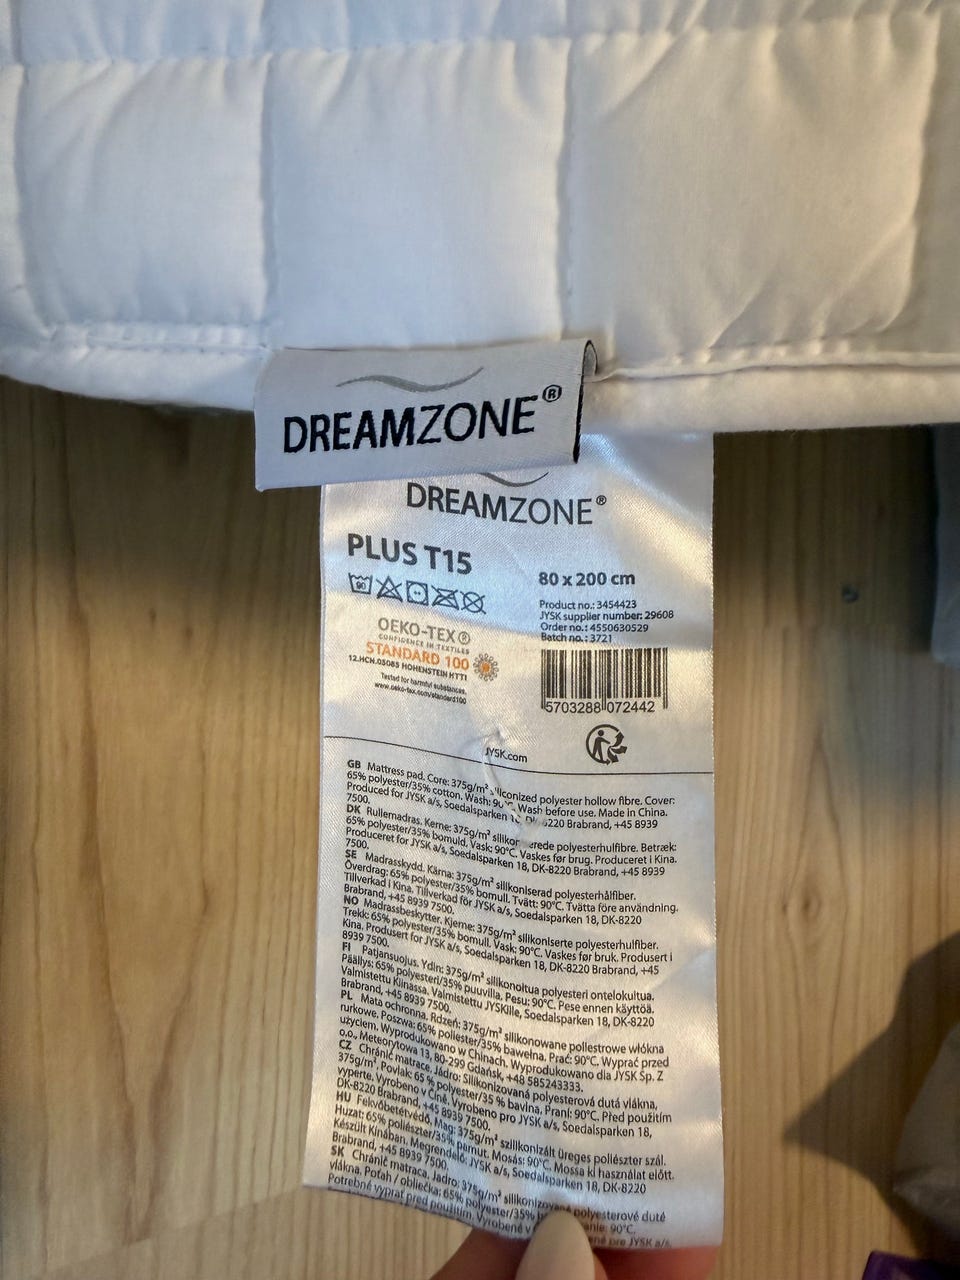 DREAMZONE®
DREAMZONE®
PLUS T15
90
80 x 200 cm
Product no.: 3454423
JYSK supplier number: 29608
Order no.: 4550630529
Batch no.: 3721
OEKO-TEX®
CONFIDENCE IN TEXTILES
STANDARD 100
12.HCN.05085 HOHENSTEIN HTTI
Tested for harmful substances.
www.oeko-tex.com/standard100
5703288 072442
JYSK.com
GB Mattress pad. Core: 375g/m² siliconized polyester hollow fibre. Cover:
65% polyester/35% cotton. Wash: 90°C. Wash before use. Made in China.
Produced for JYSK a/s, Soedalsparken 18, DK-8220 Brabrand, +45 8939
7500.
DK Rullemadras. Kerne: 375g/m² silikoniserede polyesterhulfibre. Betræk:
65% polyester/35% bomuld. Vask: 90°C. Vaskes før brug. Produceret i Kina.
Produceret for JYSK a/s, Soedalsparken 18, DK-8220 Brabrand, +45 8939
7500.
SE Madrasskydd. Kärna: 375g/m² silikoniserad polyesterhålfiber.
Överdrag: 65% polyester/35% bomull. Tvätt: 90°C. Tvätta före användning.
Tillverkad i Kina. Tillverkad för JYSK a/s, Soedalsparken 18, DK-8220
Brabrand, +45 8939 7500.
NO Madrassbeskytter. Kjerne: 375g/m² silikoniserte polyesterhulfiber.
Trekk: 65% polyester/35% bomull. Vask: 90°C. Vaskes før bruk. Produsert i
Kina. Produsert for JYSK a/s, Soedalsparken 18, DK-8220 Brabrand, +45
8939 7500.
FI Patjansuojus. Ydin: 375g/m² silikonoitua polyesteri ontelokuitua.
Päällys: 65% polyesteri/35% puuvilla. Pesu: 90°C. Pese ennen käyttöä.
Valmistettu Kiinassa. Valmistettu JYSKille, Soedalsparken 18, DK-8220
Brabrand, +45 8939 7500.
PL Mata ochronna. Rdzeń: 375g/m² silikonowane poliestrowe włókna
rurkowe. Poszwa: 65% poliester/35% bawełna. Prać: 90°C. Wyprać przed
użyciem. Wyprodukowano w Chinach. Wyprodukowano dla JYSK Sp. Z
o.o., Meteorytowa 13, 80-299 Gdańsk, +48 585243333.
CZ Chránič matrace. Jádro: Silikonizovaná polyesterová dutá vlákna,
375g/m². Povlak: 65 % polyester/35 % bavlna. Praní: 90°C. Před použitím
vyperte. Vyrobeno v Číně. Vyrobeno pro JYSK a/s, Soedalsparken 18,
DK-8220 Brabrand, +45 8939 7500.
HU Fekvőbetétvédő. Mag: 375g/m² szilikonizált üreges poliészter szál.
Huzat: 65% poliészter/35% pamut. Mosás: 90°C. Mossa ki használat előtt.
Készült Kínában. Megrendelő: JYSK a/s, Soedalsparken 18, DK-8220
Brabrand, +45 8939 7500.
SK Chránič matraca. Jadro: 375g/m² silikonizované polyesterové duté
vlákna. Poťah / obliečka: 65% polyester/35% 90°C.
Potrebné vyprať pred použitím. Vyrobené v pre JYSK a/s,